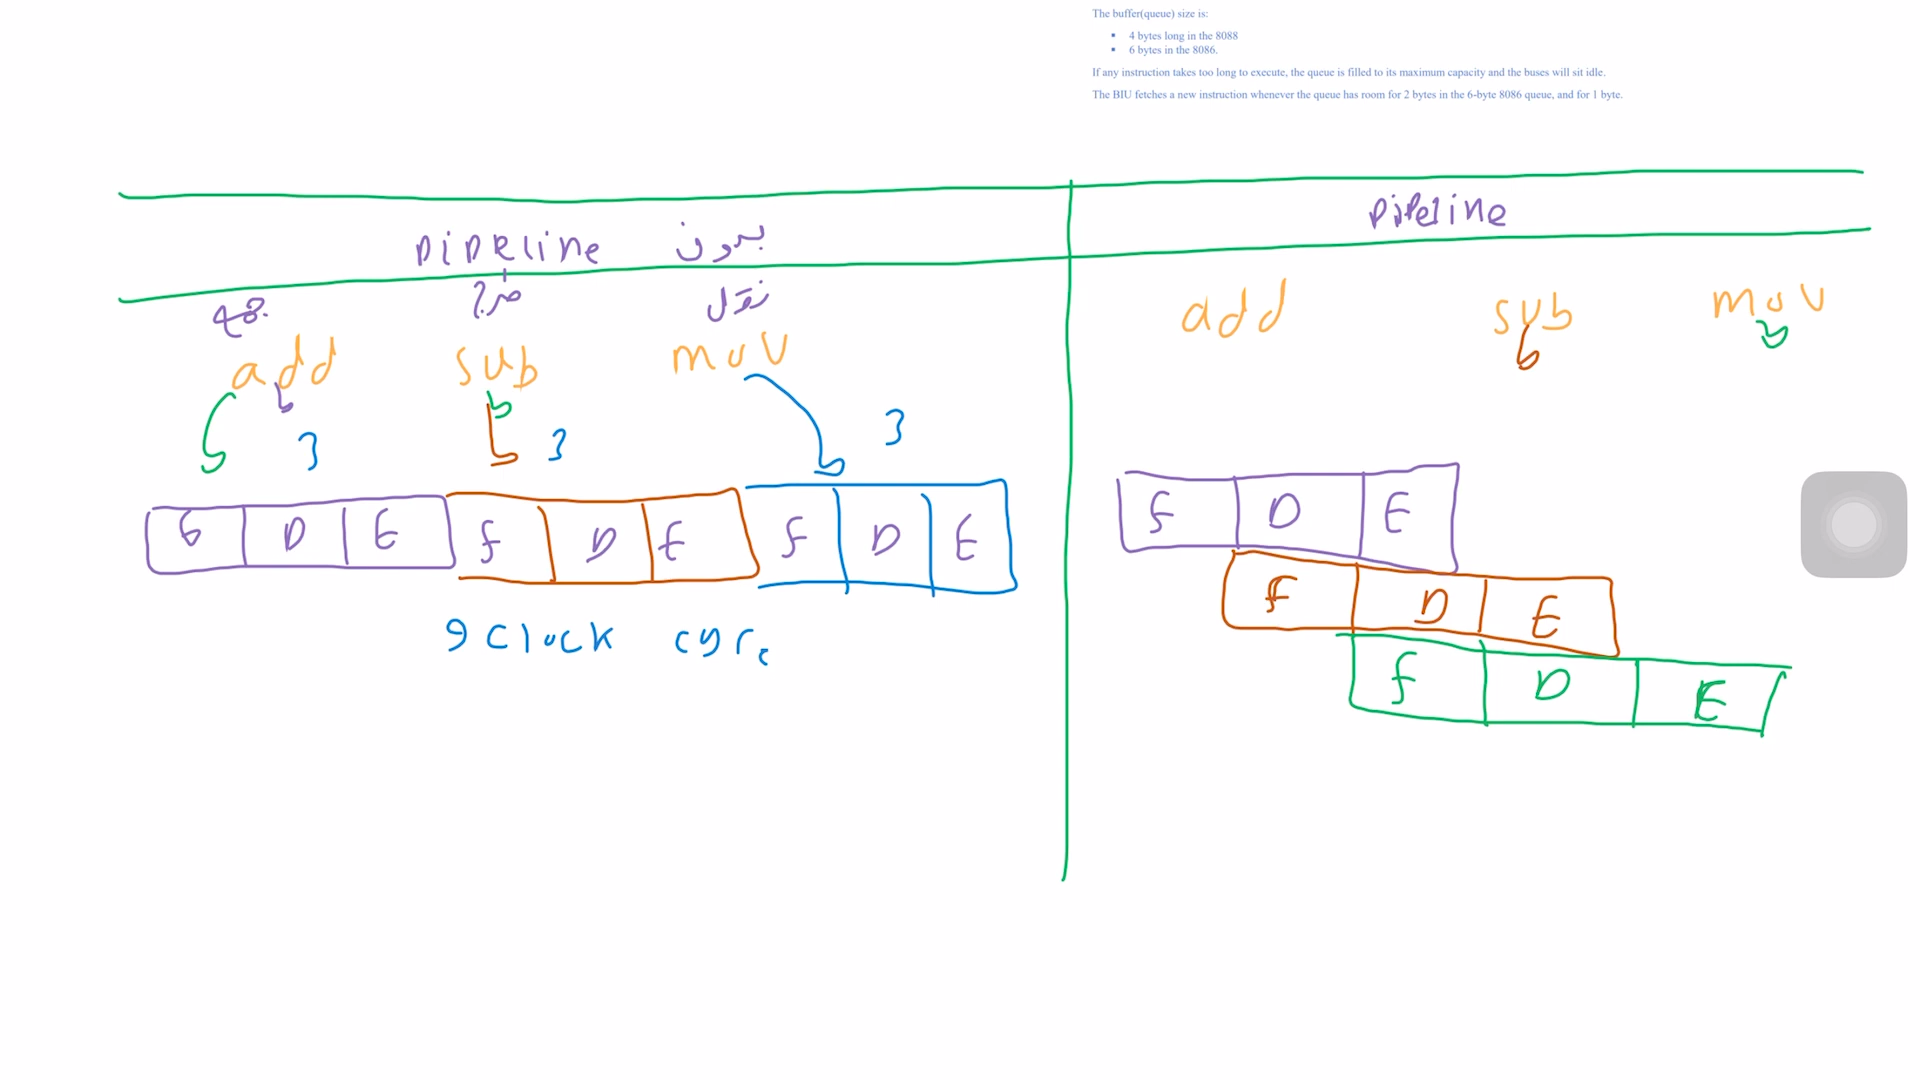 The buffer(queue) size is:
4 bytes long in the 8088
6 bytes in the 8086.
If any instruction takes too long to execute, the queue is filled to its maximum capacity and the buses will sit idle.
The BIU fetches a new instruction whenever the queue has room for 2 bytes in the 6-byte 8086 queue, and for 1 byte.
بدون pipeline
pipeline
جمع طرح نقل
add sub mov
add sub mov
3 3 3
F D E F D E
F D E
F D E
F D E
9 clock